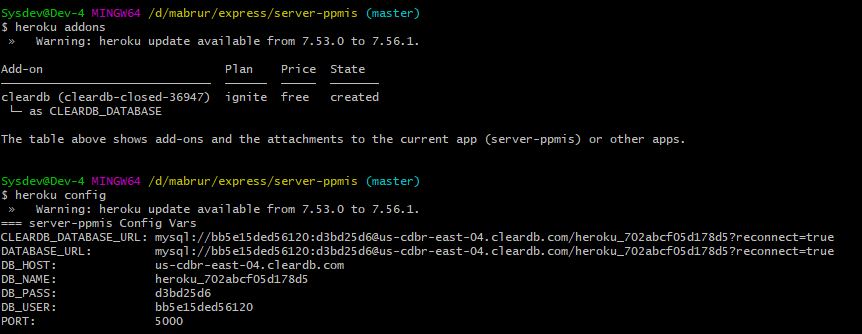 Sysdev@Dev-4 MINGW64 /d/mabrur/express/server-ppmis (master)
$ heroku addons
 »   Warning: heroku update available from 7.53.0 to 7.56.1.

Add-on                          Plan    Price  State
──────────────────────────────  ──────  ─────  ───────
cleardb (cleardb-closed-36947)  ignite  free   created
 └─ as CLEARDB_DATABASE

The table above shows add-ons and the attachments to the current app (server-ppmis) or other apps.

Sysdev@Dev-4 MINGW64 /d/mabrur/express/server-ppmis (master)
$ heroku config
 »   Warning: heroku update available from 7.53.0 to 7.56.1.
=== server-ppmis Config Vars
CLEARDB_DATABASE_URL: mysql://bb5e15ded56120:d3bd25d6@us-cdbr-east-04.cleardb.com/heroku_702abcf05d178d5?reconnect=true
DATABASE_URL:         mysql://bb5e15ded56120:d3bd25d6@us-cdbr-east-04.cleardb.com/heroku_702abcf05d178d5?reconnect=true
DB_HOST:              us-cdbr-east-04.cleardb.com
DB_NAME:              heroku_702abcf05d178d5
DB_PASS:              d3bd25d6
DB_USER:              bb5e15ded56120
PORT:                 5000